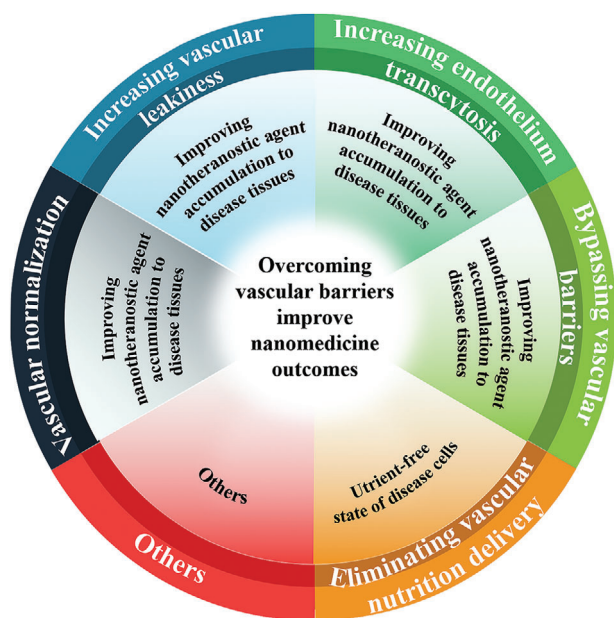 Increasing vascular
leakiness
Improving
nanotheranostic agent
accumulation to
disease tissues
Increasing endothelium
transcytosis
Improving
nanotheranostic agent
accumulation to
disease tissues
Bypassing vascular
barriers
Improving
nanotheranostic agent
accumulation to
disease tissues
Eliminating vascular
nutrition delivery
Utrient-free
state of disease cells
Others
Others
Vascular normalization
Improving
nanotheranostic agent
accumulation to
disease tissues
Overcoming
vascular barriers
improve
nanomedicine
outcomes